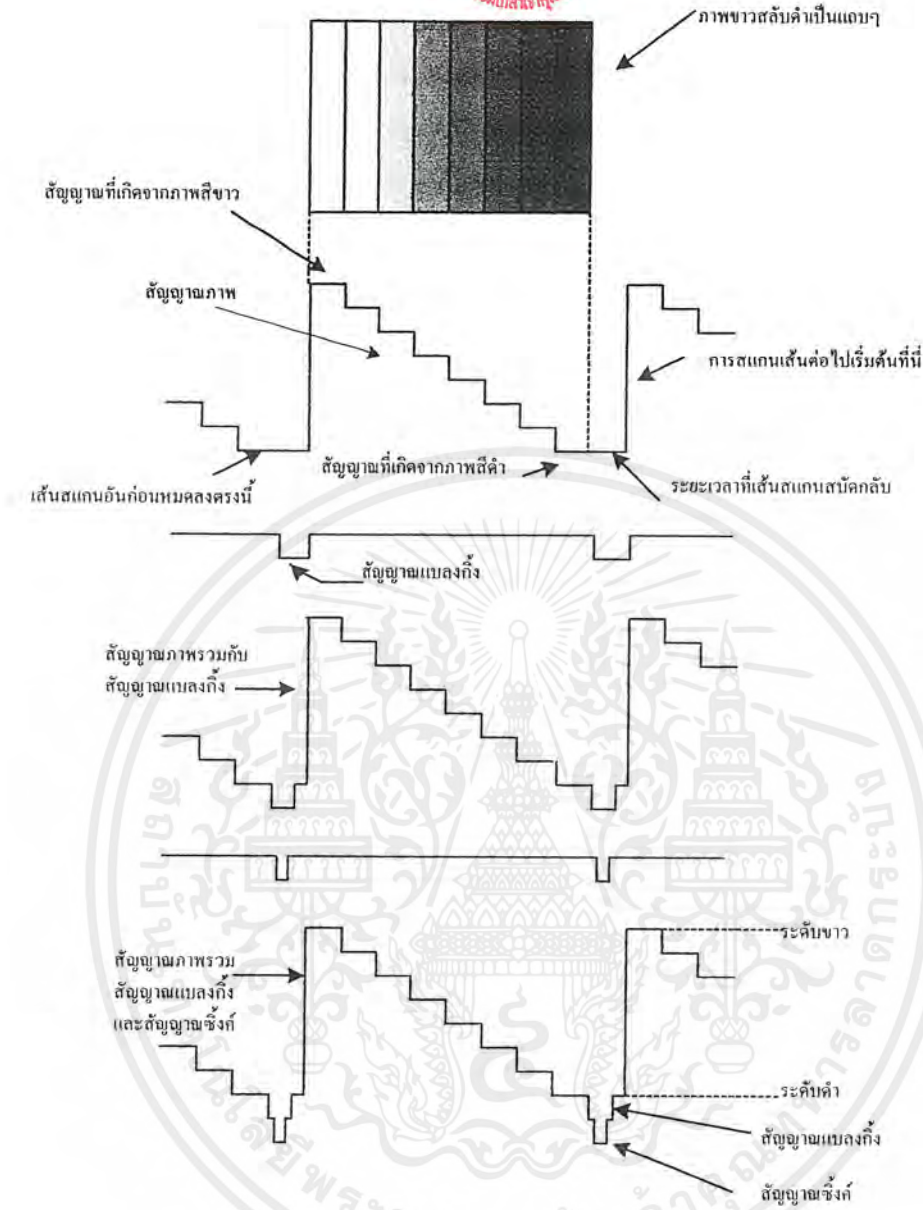 ภาพขาวสลับดำเป็นแถบๆ
สัญญาณที่เกิดจากภาพสีขาว
สัญญาณภาพ
การสแกนเส้นต่อไปเริ่มต้นที่นี่
สัญญาณที่เกิดจากภาพสีดำ
เส้นสแกนอันก่อนหมดลงตรงนี้
ระยะเวลาที่เส้นสแกนสบัดกลับ
สัญญาณแบลงกิ้ง
สัญญาณภาพรวมกับ
สัญญาณแบลงกิ้ง
ระดับขาว
สัญญาณภาพรวม
สัญญาณแบลงกิ้ง
และสัญญาณซิ้งค์
ระดับดำ
สัญญาณแบลงกิ้ง
สัญญาณซิ้งค์